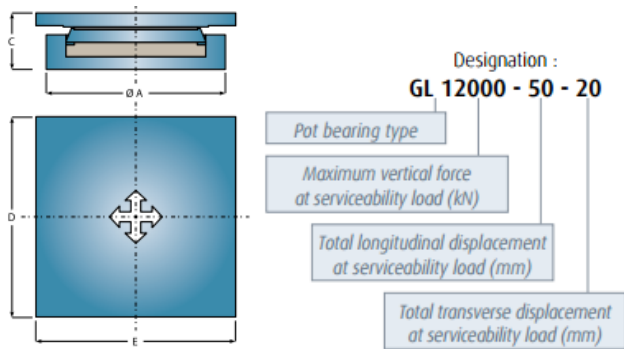 C
Ø A
D
E
Designation :
GL 12000 - 50 - 20
Pot bearing type
Maximum vertical force
at serviceability load (kN)
Total longitudinal displacement
at serviceability load (mm)
Total transverse displacement
at serviceability load (mm)